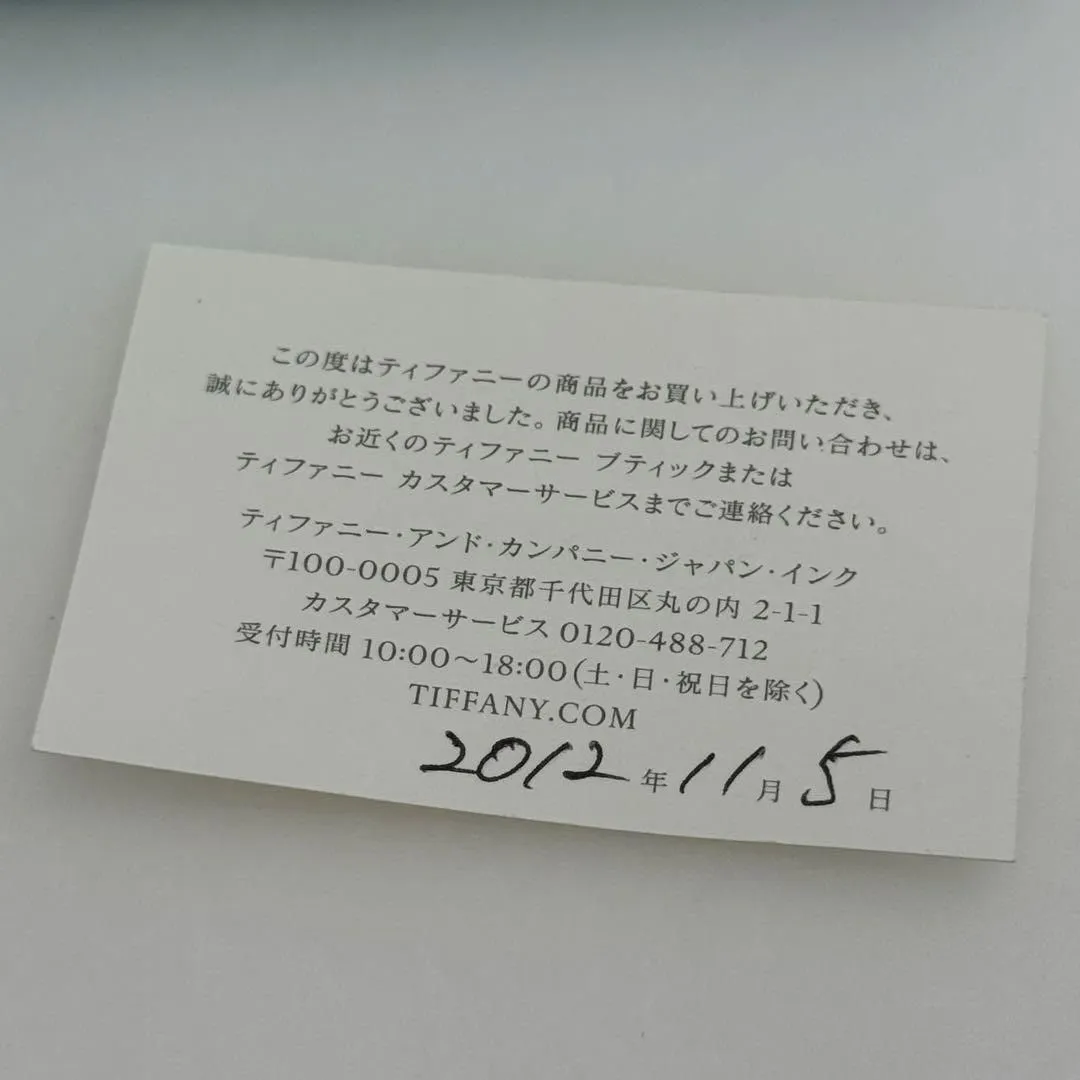 この度はティファニーの商品をお買い上げいただき、
誠にありがとうございました。商品に関してのお問い合わせは、
お近くのティファニー ブティックまたは
ティファニー カスタマーサービスまでご連絡ください。
ティファニー・アンド・カンパニー・ジャパン・インク
〒100-0005 東京都千代田区丸の内 2-1-1
カスタマーサービス 0120-488-712
受付時間 10:00〜18:00(土・日・祝日を除く)
TIFFANY.COM
2012年11月5日